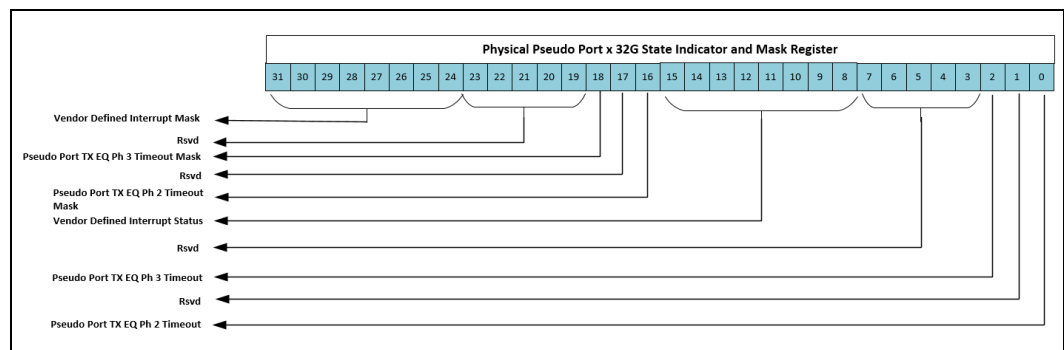 Physical Pseudo Port x 32G State Indicator and Mask Register
31 30 29 28 27 26 25 24 23 22 21 20 19 18 17 16 15 14 13 12 11 10 9 8 7 6 5 4 3 2 1 0
Vendor Defined Interrupt Mask
Rsvd
Pseudo Port TX EQ Ph 3 Timeout Mask
Rsvd
Pseudo Port TX EQ Ph 2 Timeout
Mask
Vendor Defined Interrupt Status
Rsvd
Pseudo Port TX EQ Ph 3 Timeout
Rsvd
Pseudo Port TX EQ Ph 2 Timeout